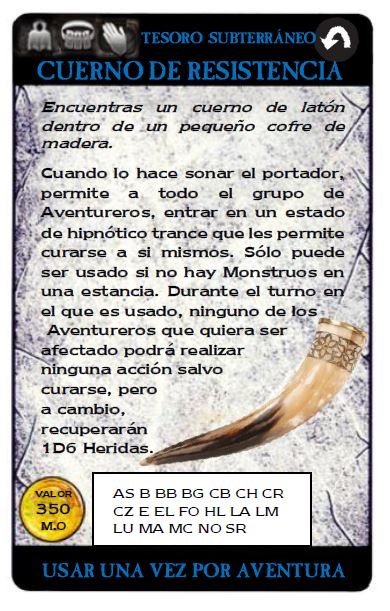 TESORO SUBTERRÁNEO
CUERNO DE RESISTENCIA
Encuentras un cuerno de latón
dentro de un pequeño cofre de
madera.
Cuando lo hace sonar el portador,
permite a todo el grupo de
Aventureros, entrar en un estado
de hipnótico trance que les permite
curarse a si mismos. Sólo puede
ser usado si no hay Monstruos en
una estancia. Durante el turno en
el que es usado, ninguno de los
Aventureros que quiera ser
afectado podrá realizar
ninguna acción salvo
curarse, pero
a cambio,
recuperarán
1D6 Heridas.
VALOR
350
M.O
AS B BB BG CB CH CR
CZ E EL FO HL LA LM
LU MA MC NO SR
USAR UNA VEZ POR AVENTURA